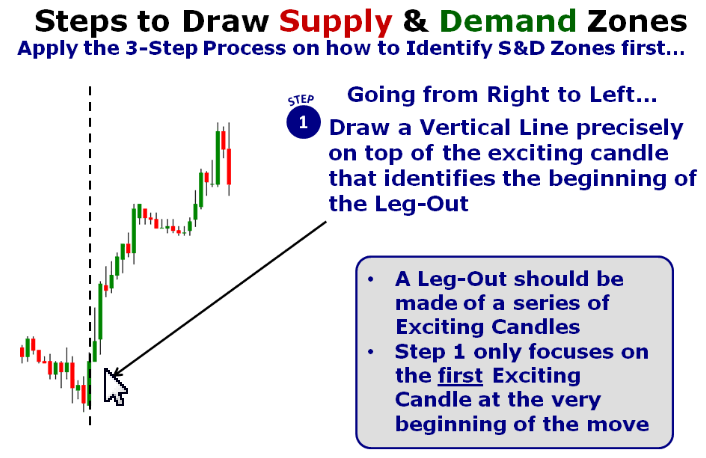 Steps to Draw Supply & Demand Zones
Apply the 3-Step Process on how to Identify S&D Zones first...
STEP
1
Going from Right to Left...
Draw a Vertical Line precisely
on top of the exciting candle
that identifies the beginning of
the Leg-Out
• A Leg-Out should be
made of a series of
Exciting Candles
• Step 1 only focuses on
the first Exciting
Candle at the very
beginning of the move